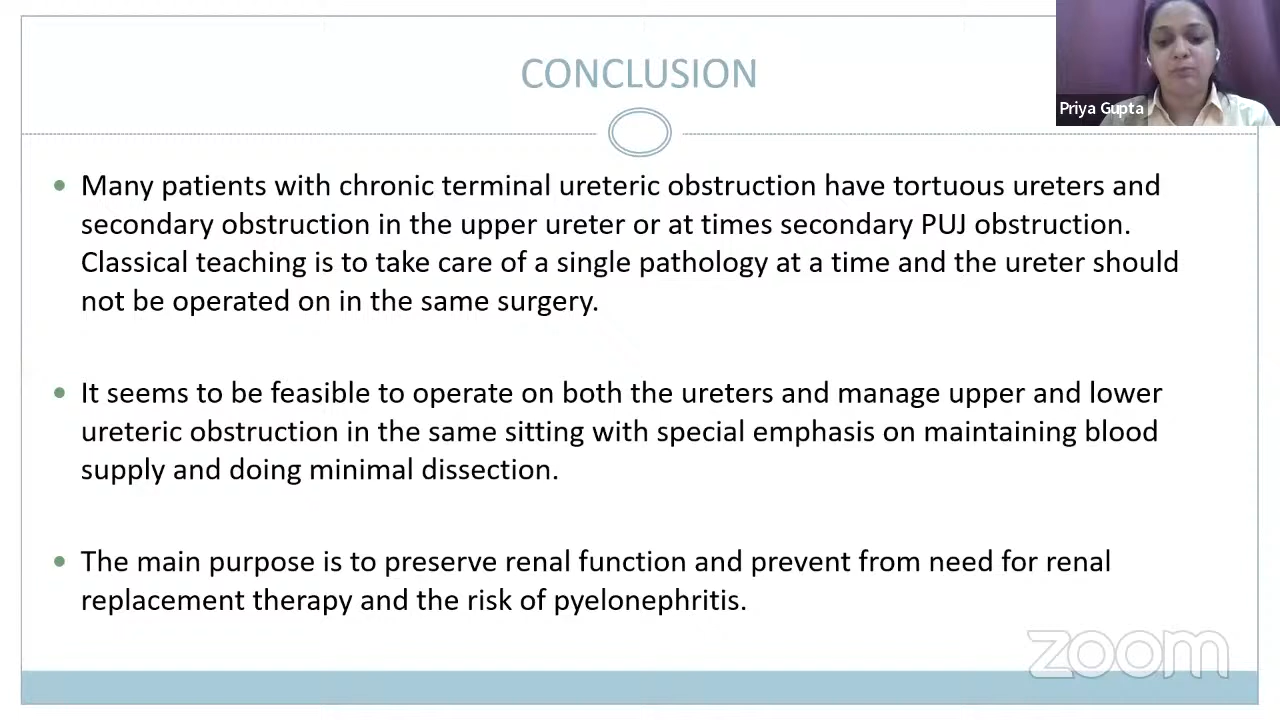 CONCLUSION
Priya Gupta
Many patients with chronic terminal ureteric obstruction have tortuous ureters and
secondary obstruction in the upper ureter or at times secondary PUJ obstruction.
Classical teaching is to take care of a single pathology at a time and the ureter should
not be operated on in the same surgery.
It seems to be feasible to operate on both the ureters and manage upper and lower
ureteric obstruction in the same sitting with special emphasis on maintaining blood
supply and doing minimal dissection.
The main purpose is to preserve renal function and prevent from need for renal
replacement therapy and the risk of pyelonephritis.
zoom